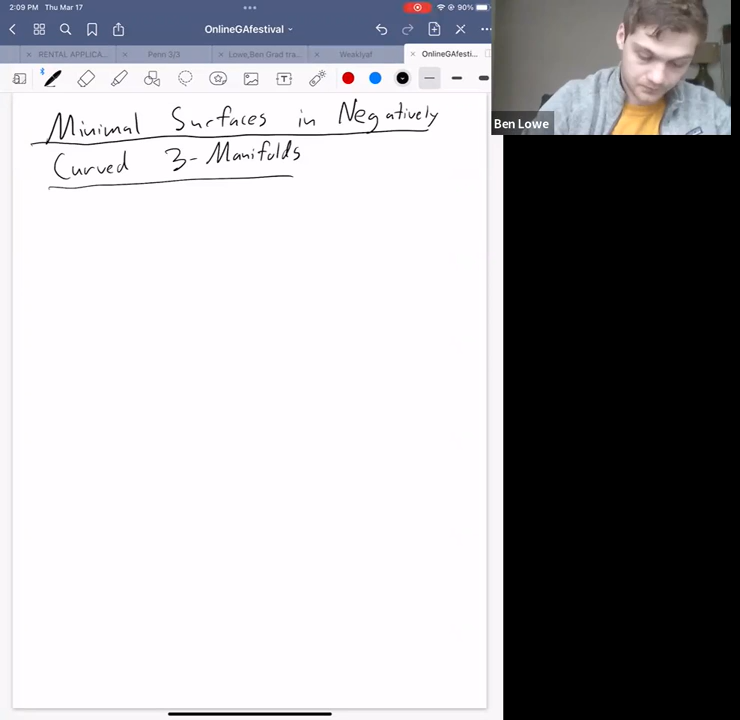 2:09 PM Thu Mar 17
90%
OnlineGAfestival
RENTAL APPLICA...
Penn 3/3
Lowe,Ben Grad tra...
Weaklyaf
OnlineGAfesti...
Minimal Surfaces in Negatively
Curved 3-Manifolds
Ben Lowe